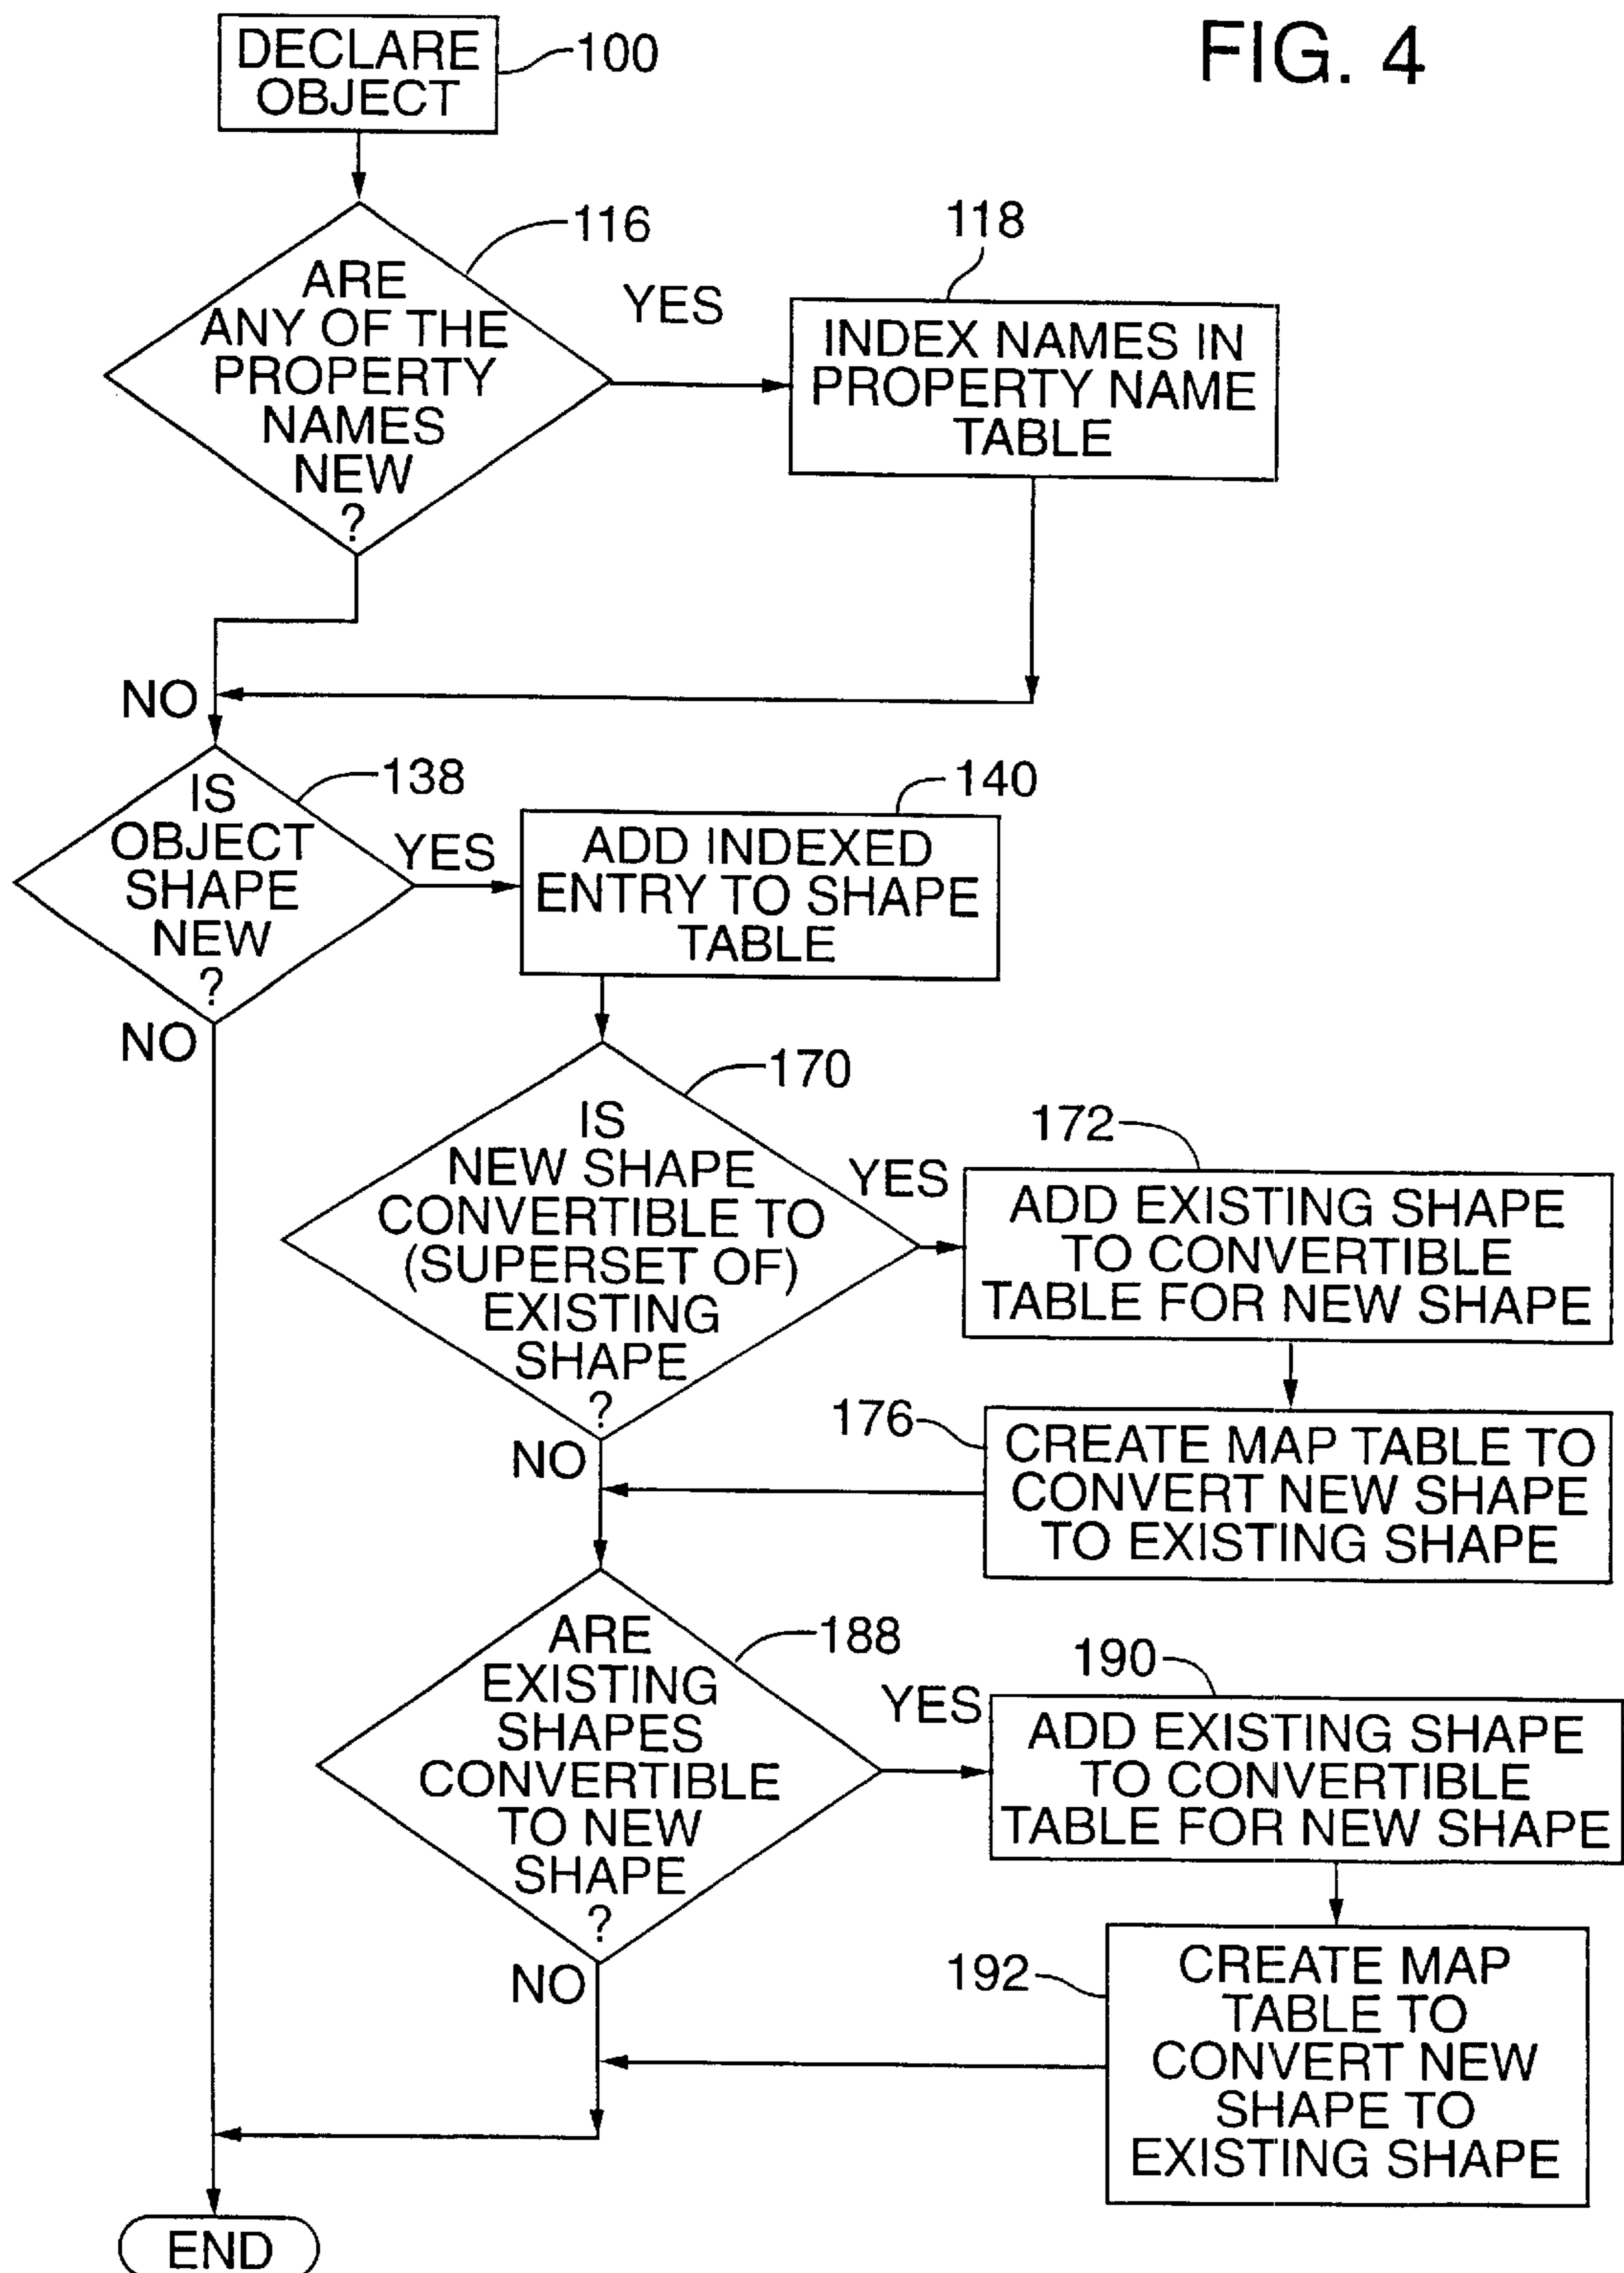 FIG. 4
DECLARE
OBJECT
100
116
ARE
ANY OF THE
PROPERTY
NAMES
NEW
?
YES
118
INDEX NAMES IN
PROPERTY NAME
TABLE
NO
138
IS
OBJECT
SHAPE
NEW
?
YES
140
ADD INDEXED
ENTRY TO SHAPE
TABLE
NO
170
IS
NEW SHAPE
CONVERTIBLE TO
(SUPERSET OF)
EXISTING
SHAPE
?
YES
172
ADD EXISTING SHAPE
TO CONVERTIBLE
TABLE FOR NEW SHAPE
176
CREATE MAP TABLE TO
CONVERT NEW SHAPE
TO EXISTING SHAPE
NO
188
ARE
EXISTING
SHAPES
CONVERTIBLE
TO NEW
SHAPE
?
YES
190
ADD EXISTING SHAPE
TO CONVERTIBLE
TABLE FOR NEW SHAPE
192
CREATE MAP
TABLE TO
CONVERT NEW
SHAPE TO
EXISTING SHAPE
NO
END